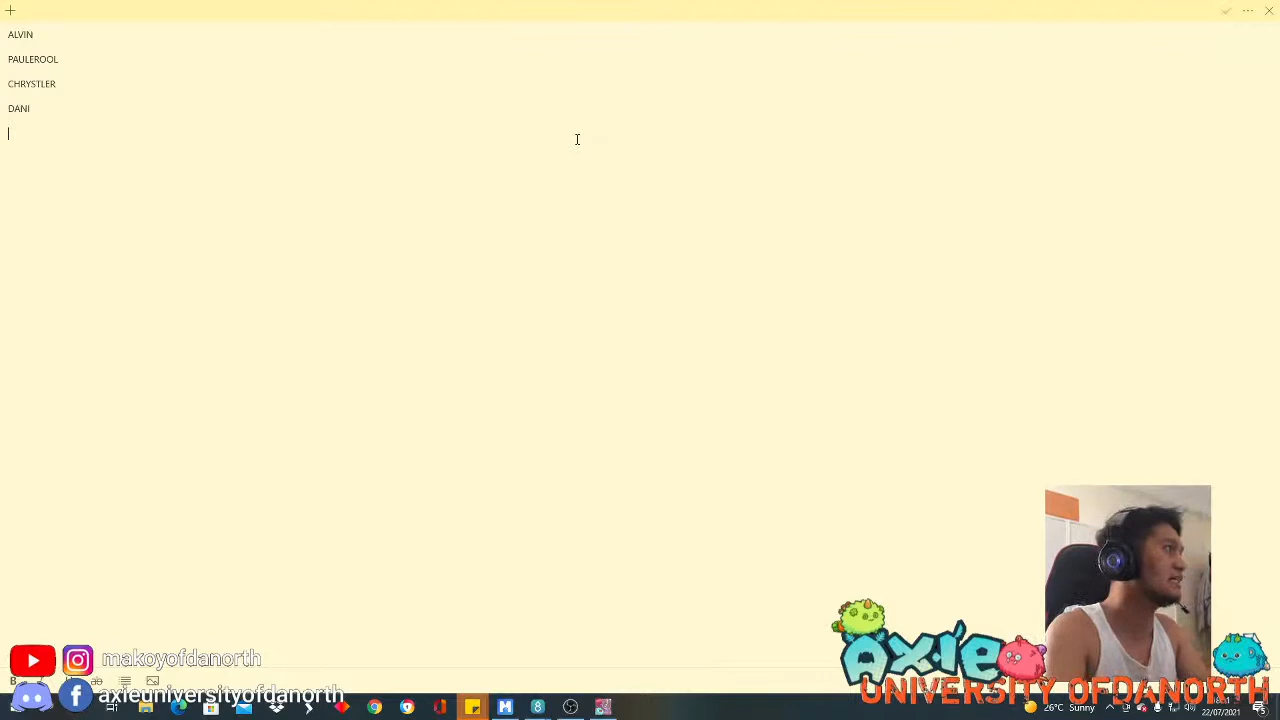 ALVIN
PAULEROOL
CHRYSTLER
DANI
makoyofdanorth
axieuniversityofdanorth
Axie
UNIVERSITY OFDANORTH
26°C Sunny
22/07/2021